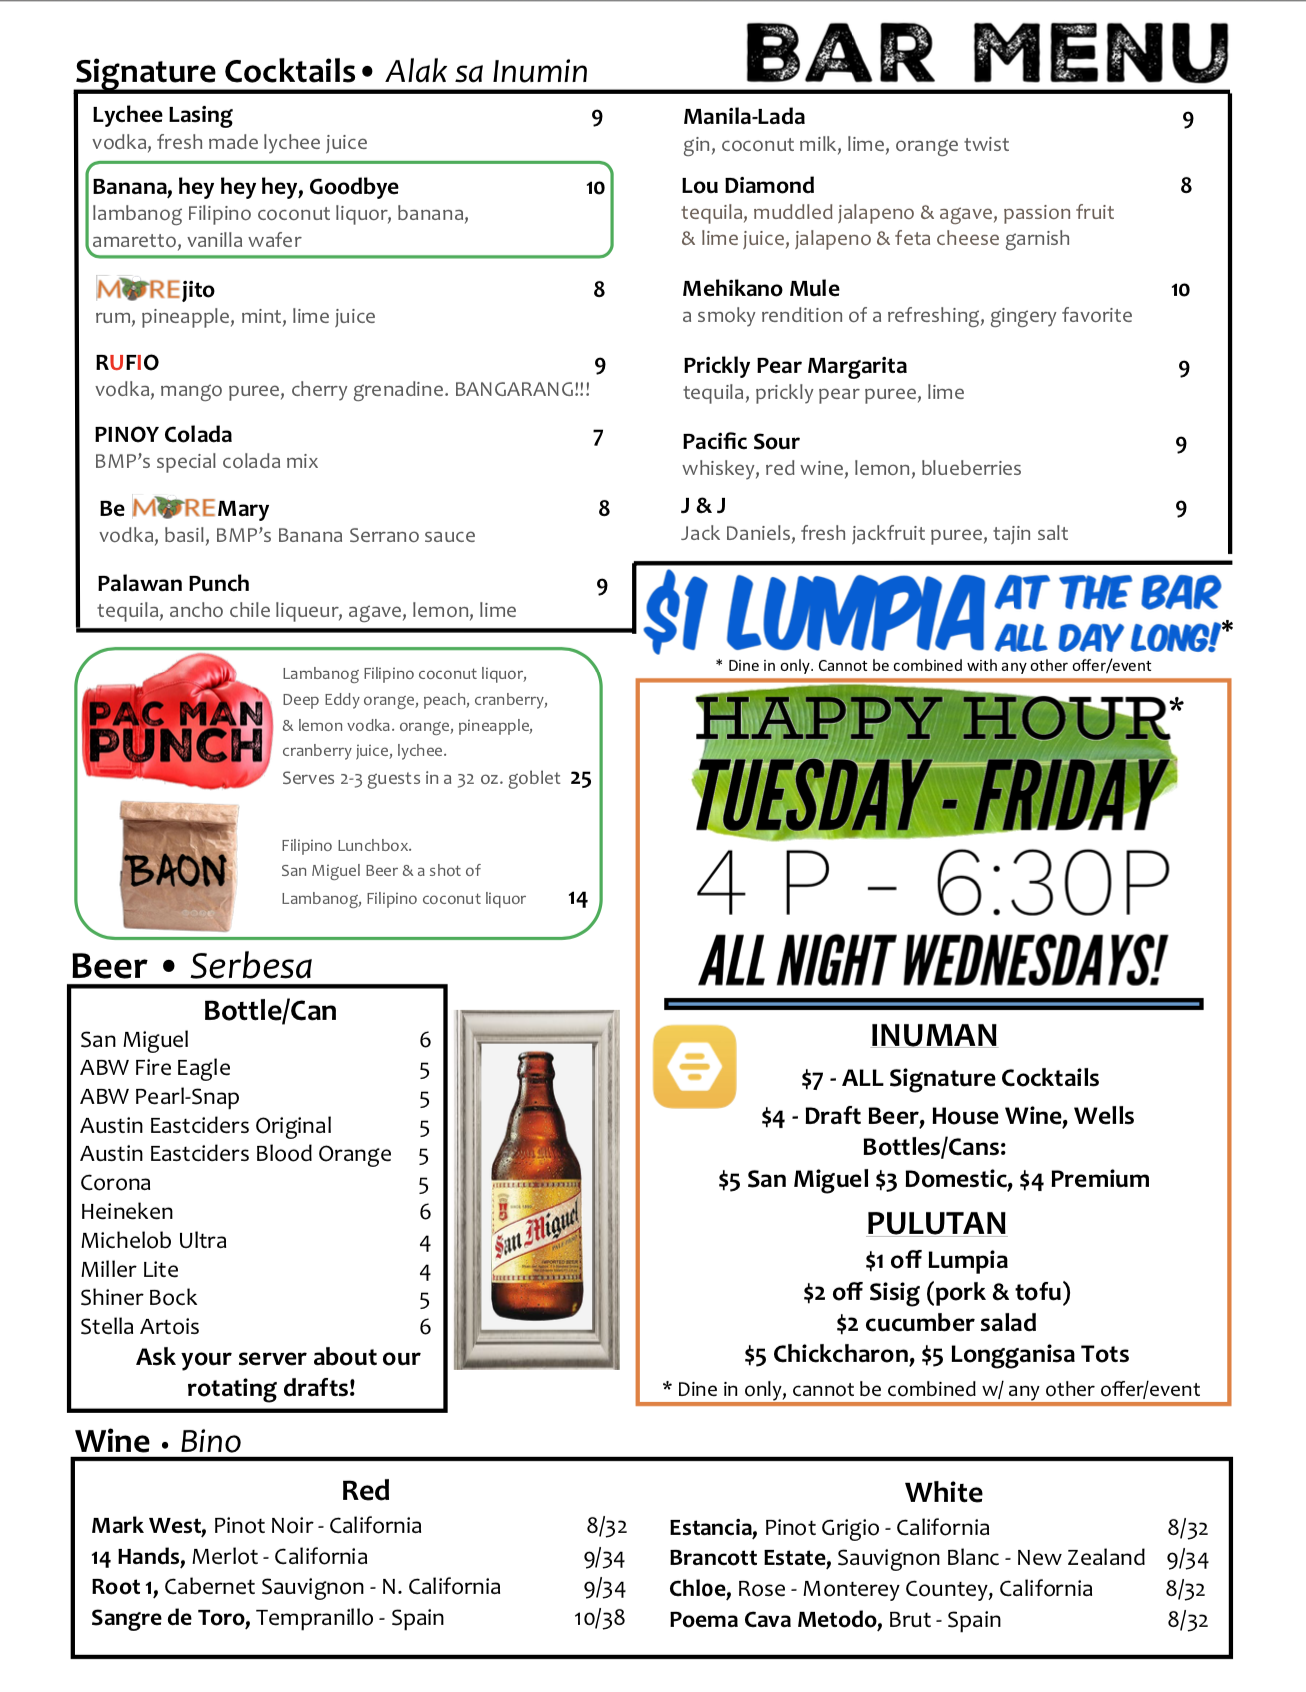 BAR MENU
Signature Cocktails • Alak sa Inumin
Lychee Lasing 9
vodka, fresh made lychee juice
Banana, hey hey hey, Goodbye 10
lambanog Filipino coconut liquor, banana,
amaretto, vanilla wafer
MOREjito 8
rum, pineapple, mint, lime juice
RUFIO 9
vodka, mango puree, cherry grenadine. BANGARANG!!!
PINOY Colada 7
BMP's special colada mix
Be MORE Mary 8
vodka, basil, BMP's Banana Serrano sauce
Palawan Punch 9
tequila, ancho chile liqueur, agave, lemon, lime
Manila-Lada 9
gin, coconut milk, lime, orange twist
Lou Diamond 8
tequila, muddled jalapeno & agave, passion fruit
& lime juice, jalapeno & feta cheese garnish
Mehikano Mule 10
a smoky rendition of a refreshing, gingery favorite
Prickly Pear Margarita 9
tequila, prickly pear puree, lime
Pacific Sour 9
whiskey, red wine, lemon, blueberries
J & J 9
Jack Daniels, fresh jackfruit puree, tajin salt
$1 LUMPIA AT THE BAR
ALL DAY LONG!*
* Dine in only. Cannot be combined with any other offer/event
PAC MAN
PUNCH
Lambanog Filipino coconut liquor,
Deep Eddy orange, peach, cranberry,
& lemon vodka. orange, pineapple,
cranberry juice, lychee.
Serves 2-3 guests in a 32 oz. goblet 25
BAON
Filipino Lunchbox.
San Miguel Beer & a shot of
Lambanog, Filipino coconut liquor 14
HAPPY HOUR*
TUESDAY - FRIDAY
4 P - 6:30P
ALL NIGHT WEDNESDAYS!
INUMAN
$7 - ALL Signature Cocktails
$4 - Draft Beer, House Wine, Wells
Bottles/Cans:
$5 San Miguel $3 Domestic, $4 Premium
PULUTAN
$1 off Lumpia
$2 off Sisig (pork & tofu)
$2 cucumber salad
$5 Chickcharon, $5 Longganisa Tots
* Dine in only, cannot be combined w/ any other offer/event
Beer • Serbesa
Bottle/Can
San Miguel 6
ABW Fire Eagle 5
ABW Pearl-Snap 5
Austin Eastciders Original 5
Austin Eastciders Blood Orange 5
Corona 5
Heineken 6
Michelob Ultra 4
Miller Lite 4
Shiner Bock 5
Stella Artois 6
Ask your server about our
rotating drafts!
San Miguel
Wine • Bino
Red
Mark West, Pinot Noir - California 8/32
14 Hands, Merlot - California 9/34
Root 1, Cabernet Sauvignon - N. California 9/34
Sangre de Toro, Tempranillo - Spain 10/38
White
Estancia, Pinot Grigio - California 8/32
Brancott Estate, Sauvignon Blanc - New Zealand 9/34
Chl0e, Rose - Monterey Countey, California 8/32
Poema Cava Metodo, Brut - Spain 8/32